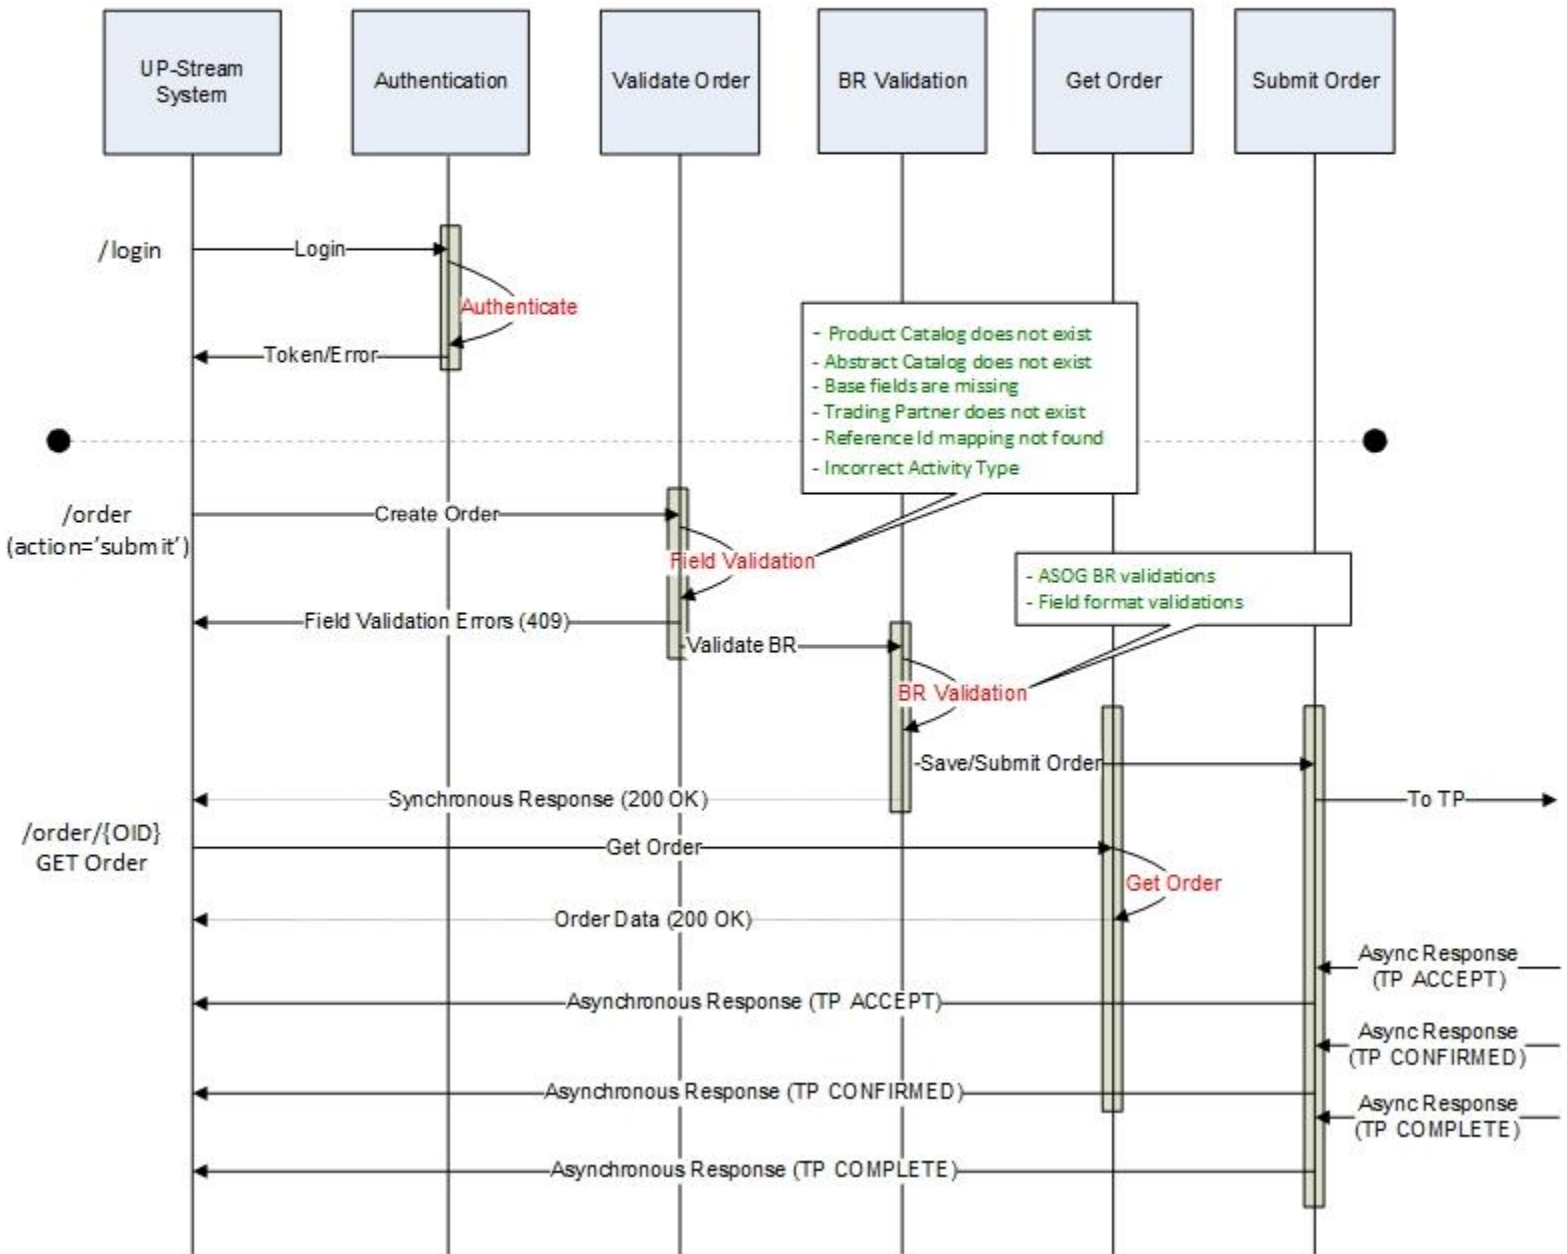 UP-Stream
System
Authentication
Validate Order
BR Validation
Get Order
Submit Order
/login
Login
Authenticate
Token/Error
- Product Catalog does not exist
- Abstract Catalog does not exist
- Base fields are missing
- Trading Partner does not exist
- Reference Id mapping not found
- Incorrect Activity Type
/order
(action='submit')
Create Order
Field Validation
- ASOG BR validations
- Field format validations
Field Validation Errors (409)
Validate BR
BR Validation
-Save/Submit Order
Synchronous Response (200 OK)
To TP
/order/{OID}
GET Order
Get Order
Get Order
Order Data (200 OK)
Async Response
(TP ACCEPT)
Asynchronous Response (TP ACCEPT)
Async Response
(TP CONFIRMED)
Asynchronous Response (TP CONFIRMED)
Async Response
(TP COMPLETE)
Asynchronous Response (TP COMPLETE)